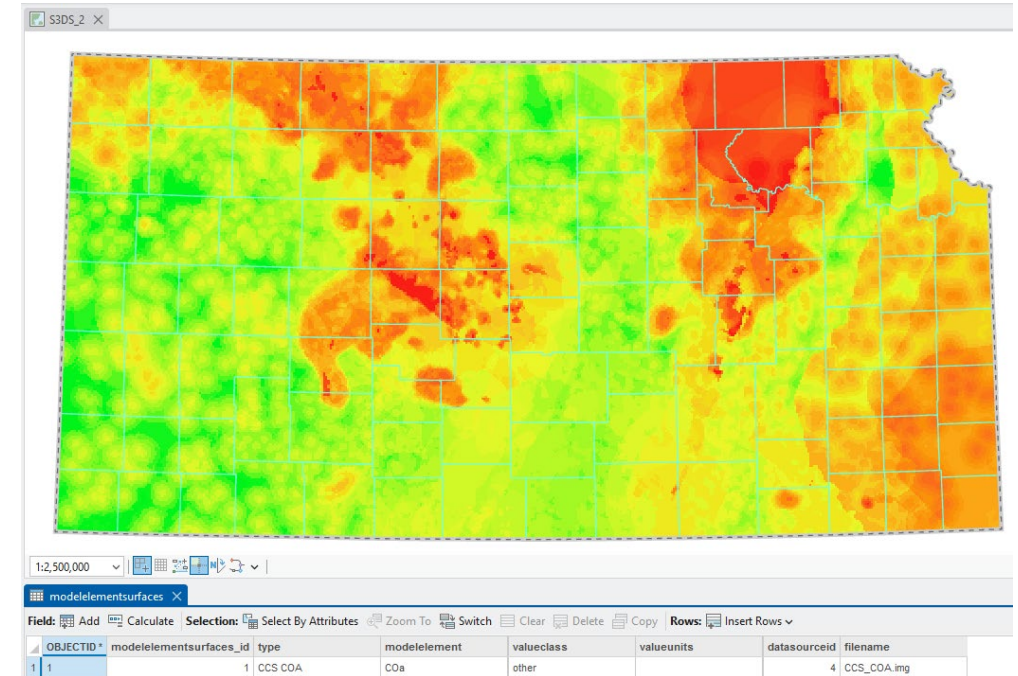 S3DS_2
1:2,500,000
modelelementsurfaces
Field: Add Calculate Selection: Select By Attributes Zoom To Switch Clear Delete Copy Rows: Insert Rows
OBJECTID * modelelementsurfaces_id type modelelement valueclass valueunits datasourceid filename
1 1 1 CCS COA COa other 4 CCS_COA.img